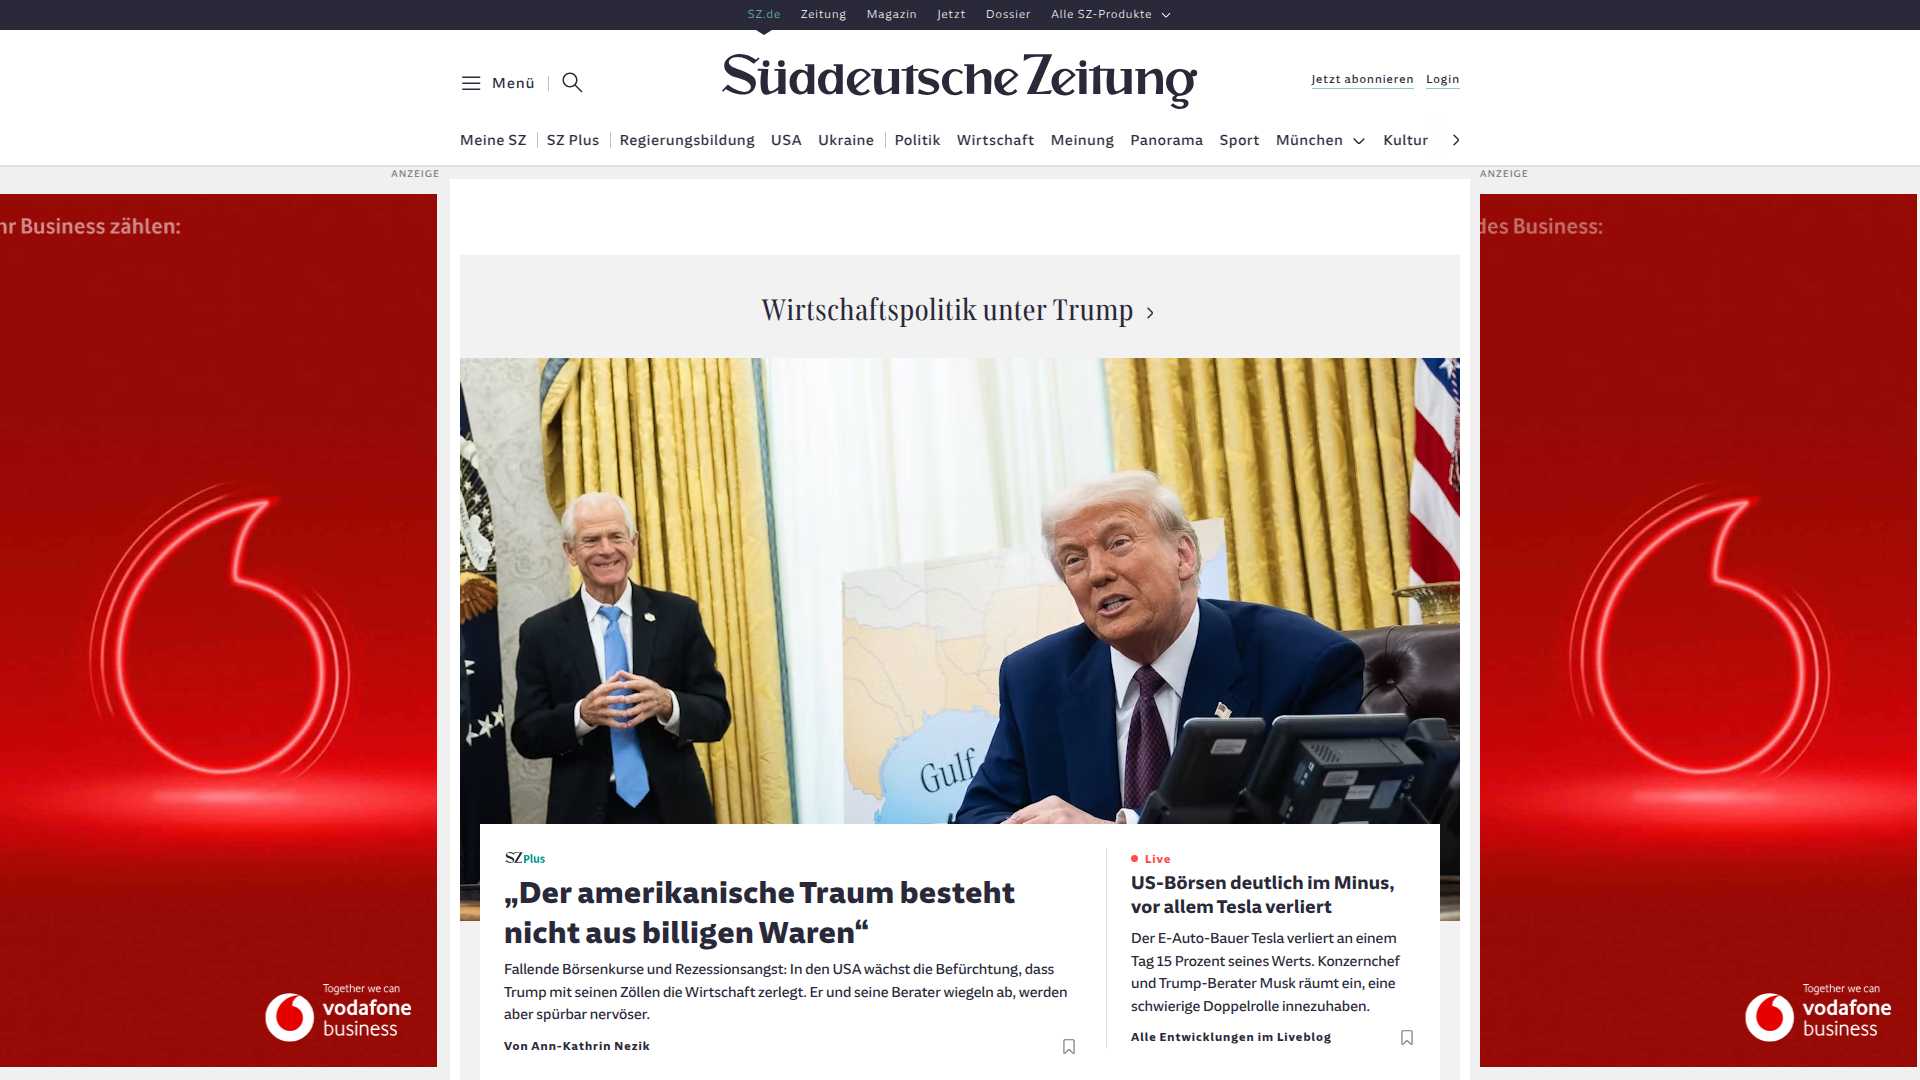 SZ.de Zeitung Magazin Jetzt Dossier Alle SZ-Produkte
Menü
Süddeutsche Zeitung
Jetzt abonnieren Login
Meine SZ SZ Plus Regierungsbildung USA Ukraine Politik Wirtschaft Meinung Panorama Sport München Kultur
ANZEIGE
ANZEIGE
Business zählen:
des Business:
Wirtschaftspolitik unter Trump
Gulf
SZ Plus
„Der amerikanische Traum besteht
nicht aus billigen Waren“
Fallende Börsenkurse und Rezessionsangst: In den USA wächst die Befürchtung, dass
Trump mit seinen Zöllen die Wirtschaft zerlegt. Er und seine Berater wiegeln ab, werden
aber spürbar nervöser.
Von Ann-Kathrin Nezik
Live
US-Börsen deutlich im Minus,
vor allem Tesla verliert
Der E-Auto-Bauer Tesla verliert an einem
Tag 15 Prozent seines Werts. Konzernchef
und Trump-Berater Musk räumt ein, eine
schwierige Doppelrolle innezuhaben.
Alle Entwicklungen im Liveblog
Together we can
vodafone
business
Together we can
vodafone
business